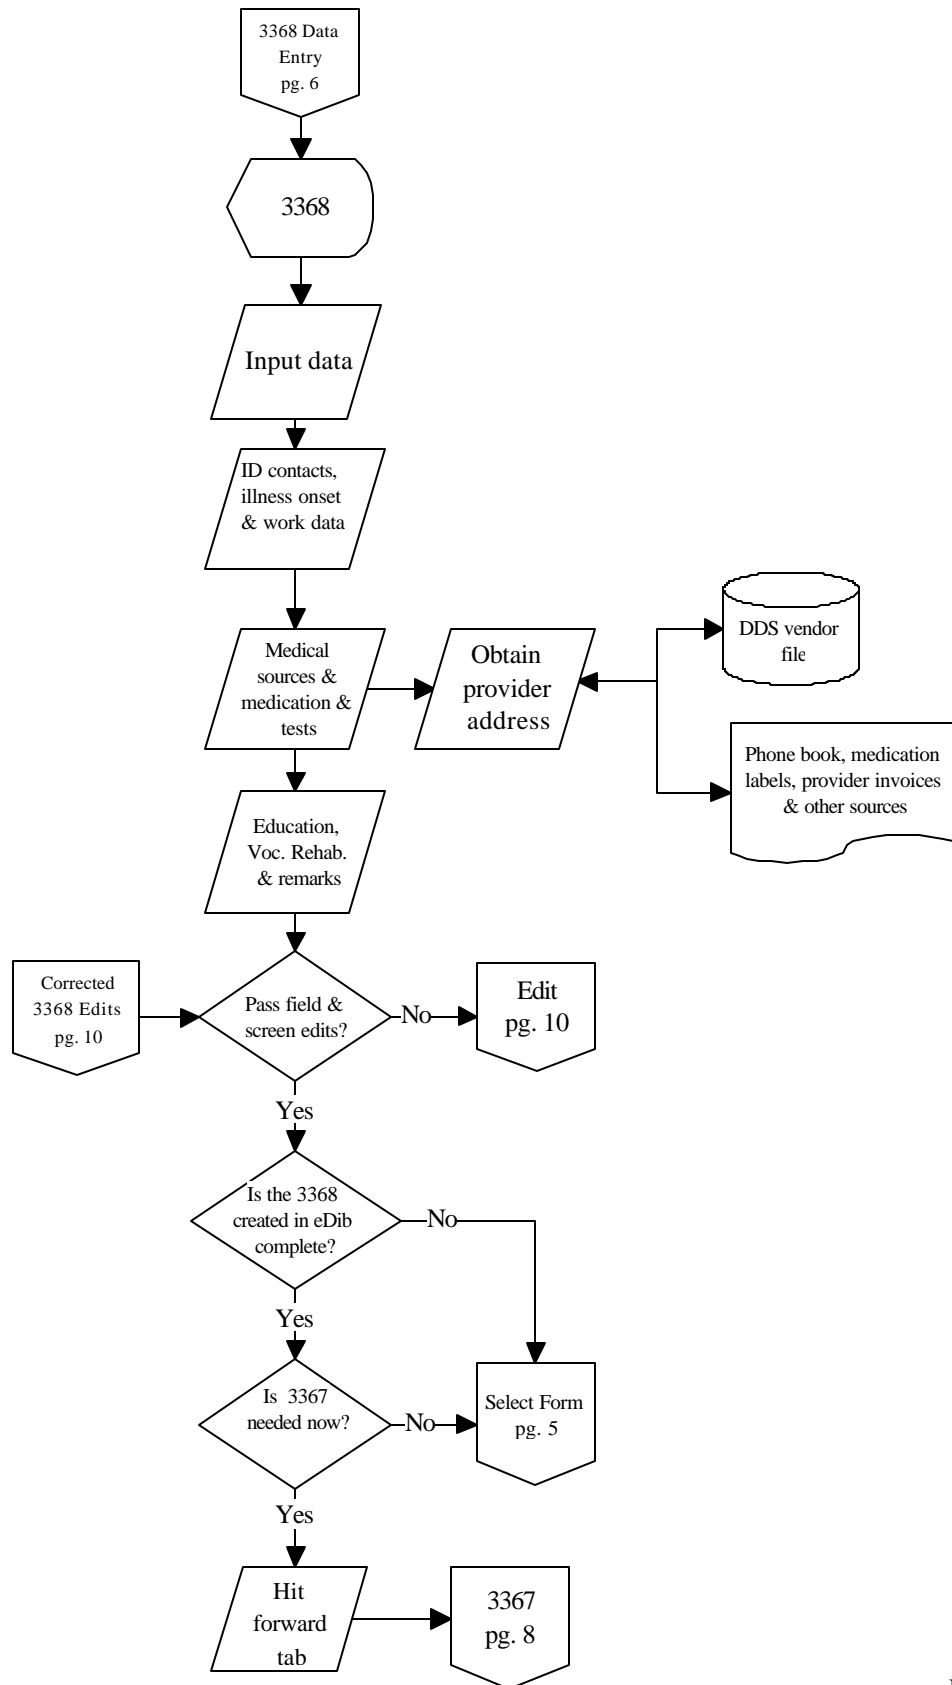 3368 Data
Entry
pg. 6
3368
Input data
ID contacts,
illness onset
& work data
Medical
sources &
medication &
tests
Obtain
provider
address
DDS vendor
file
Phone book, medication
labels, provider invoices
& other sources
Education,
Voc. Rehab.
& remarks
Corrected
3368 Edits
pg. 10
Pass field &
screen edits?
No
Edit
pg. 10
Yes
Is the 3368
created in eDib
complete?
No
Yes
Is 3367
needed now?
No
Select Form
pg. 5
Yes
Hit
forward
tab
3367
pg. 8